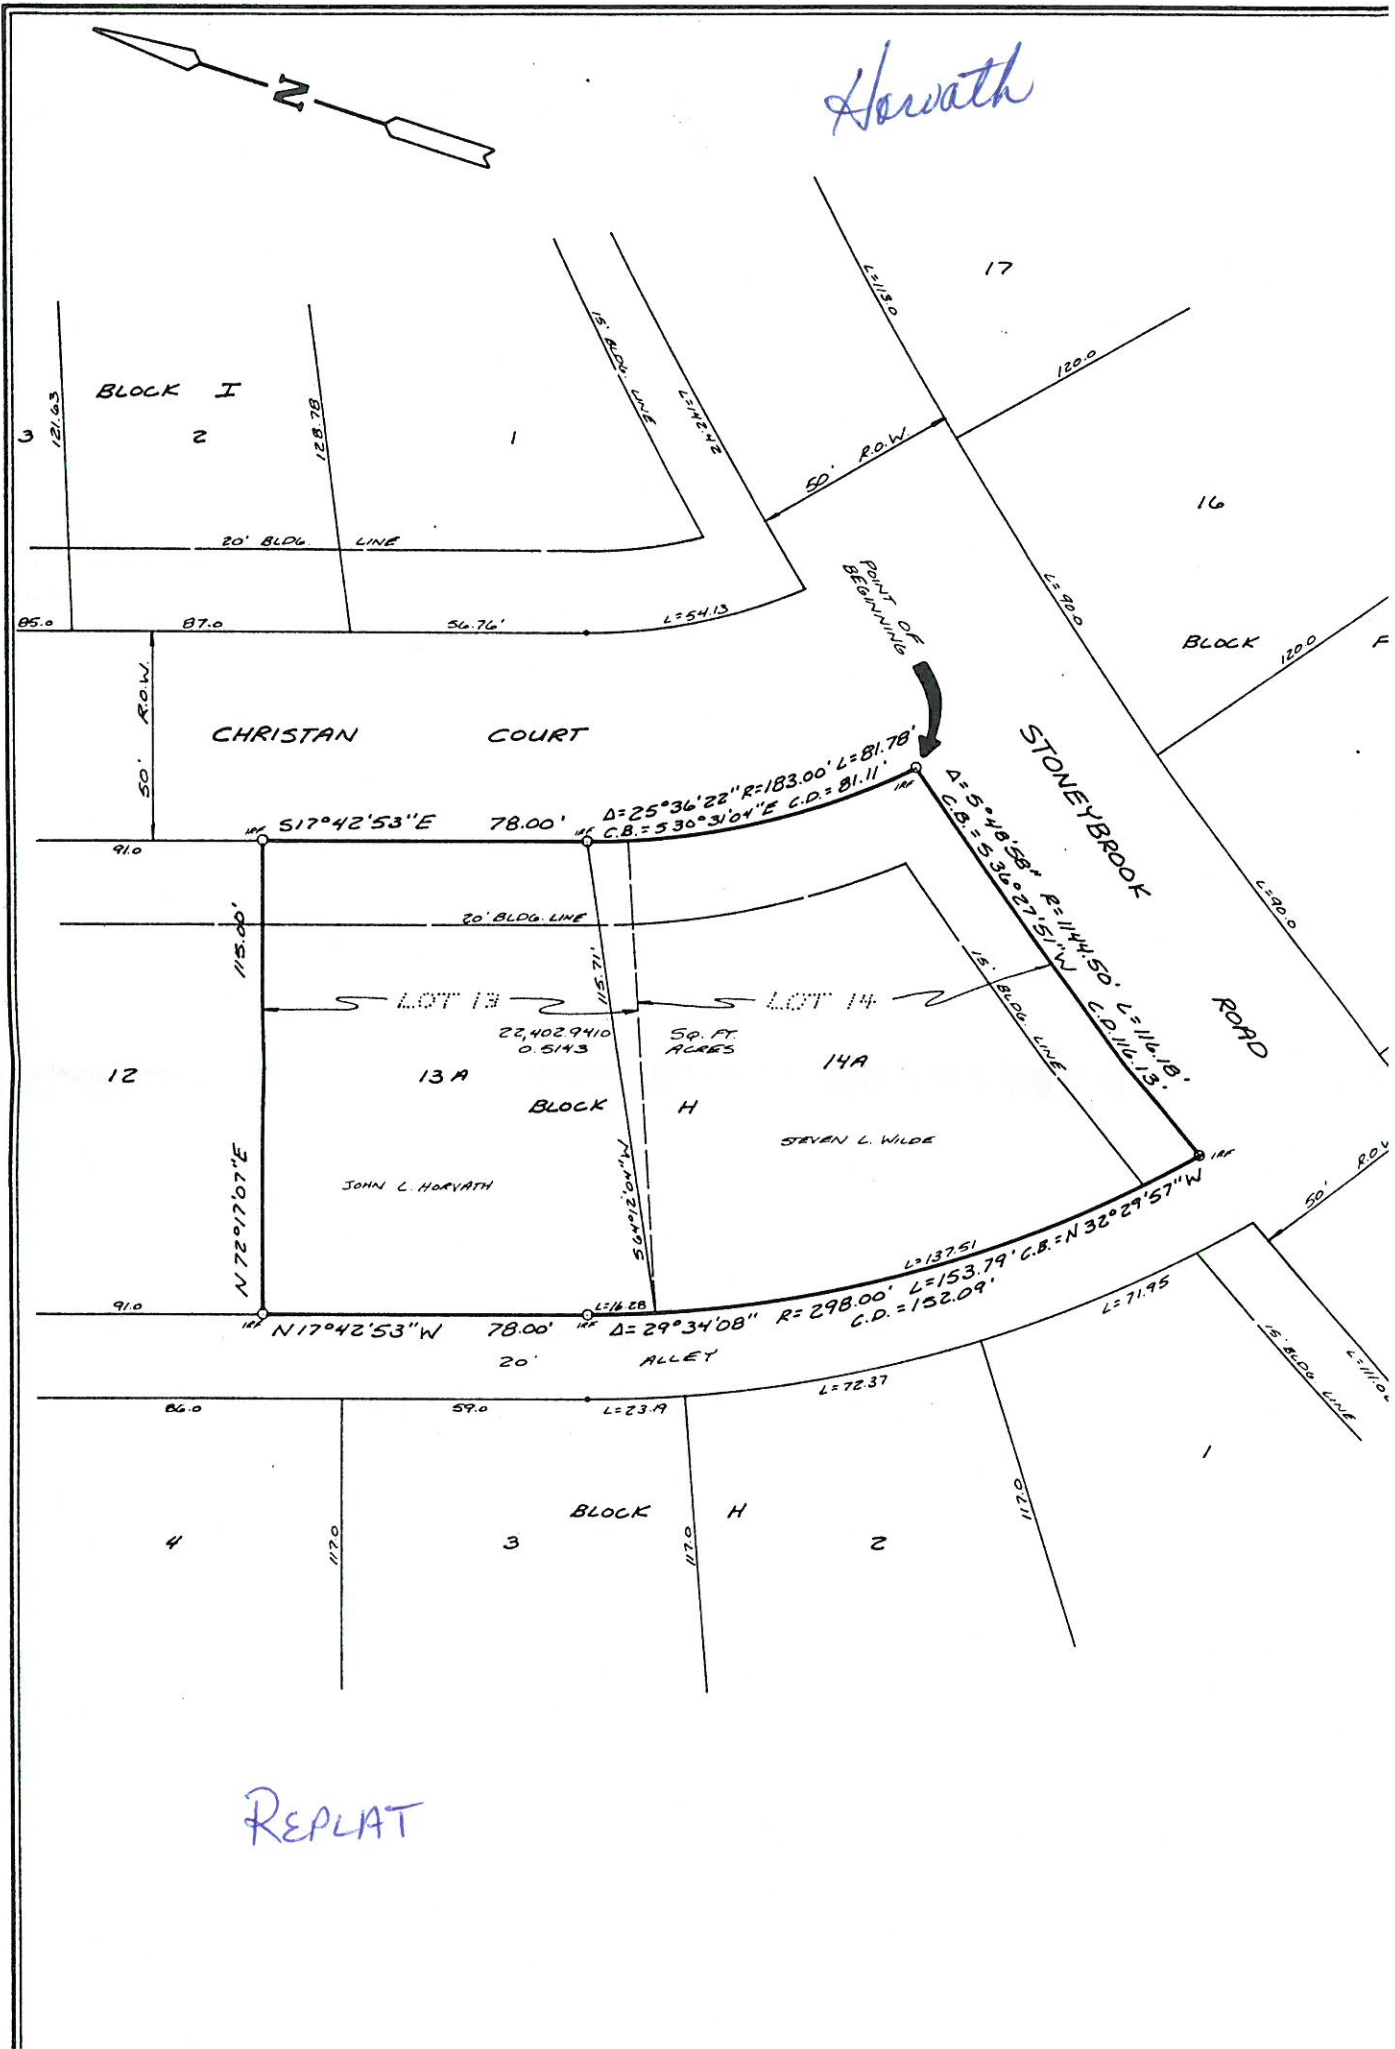 Horvath
N
17
L=113.0
120.0
15' BLDG. LINE
L=142.42
50' R.O.W.
BLOCK I
3
121.63
2
128.78
1
16
20' BLDG. LINE
POINT OF
BEGINNING
L=90.0
85.0
87.0
56.76'
L=54.13
BLOCK F
120.0
50' R.O.W.
CHRISTAN COURT
STONEYBROOK
ROAD
Δ=25°36'22" R=183.00' L=81.78'
C.B.=S30°31'04"E C.D.=81.11'
IRF
IRF
S17°42'53"E
78.00'
IRF
91.0
Δ=5°48'58" R=1144.50' L=116.18'
C.B.=S36°27'51"W C.D.116.13'
L=90.0
20' BLDG. LINE
115.00'
115.71'
15' BLDG. LINE
LOT 13
LOT 14
22,402.9410 SQ. FT.
0.5143 ACRES
12
13A
14A
BLOCK H
STEVEN L. WILDE
JOHN L. HORVATH
N72°17'07"E
S64°12'04"W
IRF
50' R.O.W
91.0
L=16.28
L=137.51
IRF
N17°42'53"W
78.00'
IRF
Δ=29°34'08" R=298.00' L=153.79' C.B.=N32°29'57"W
C.D.=152.09'
20' ALLEY
L=71.95
15' BLDG LINE
86.0
59.0
L=23.19
L=72.37
1
BLOCK H
4
117.0
3
117.0
2
117.0
REPLAT